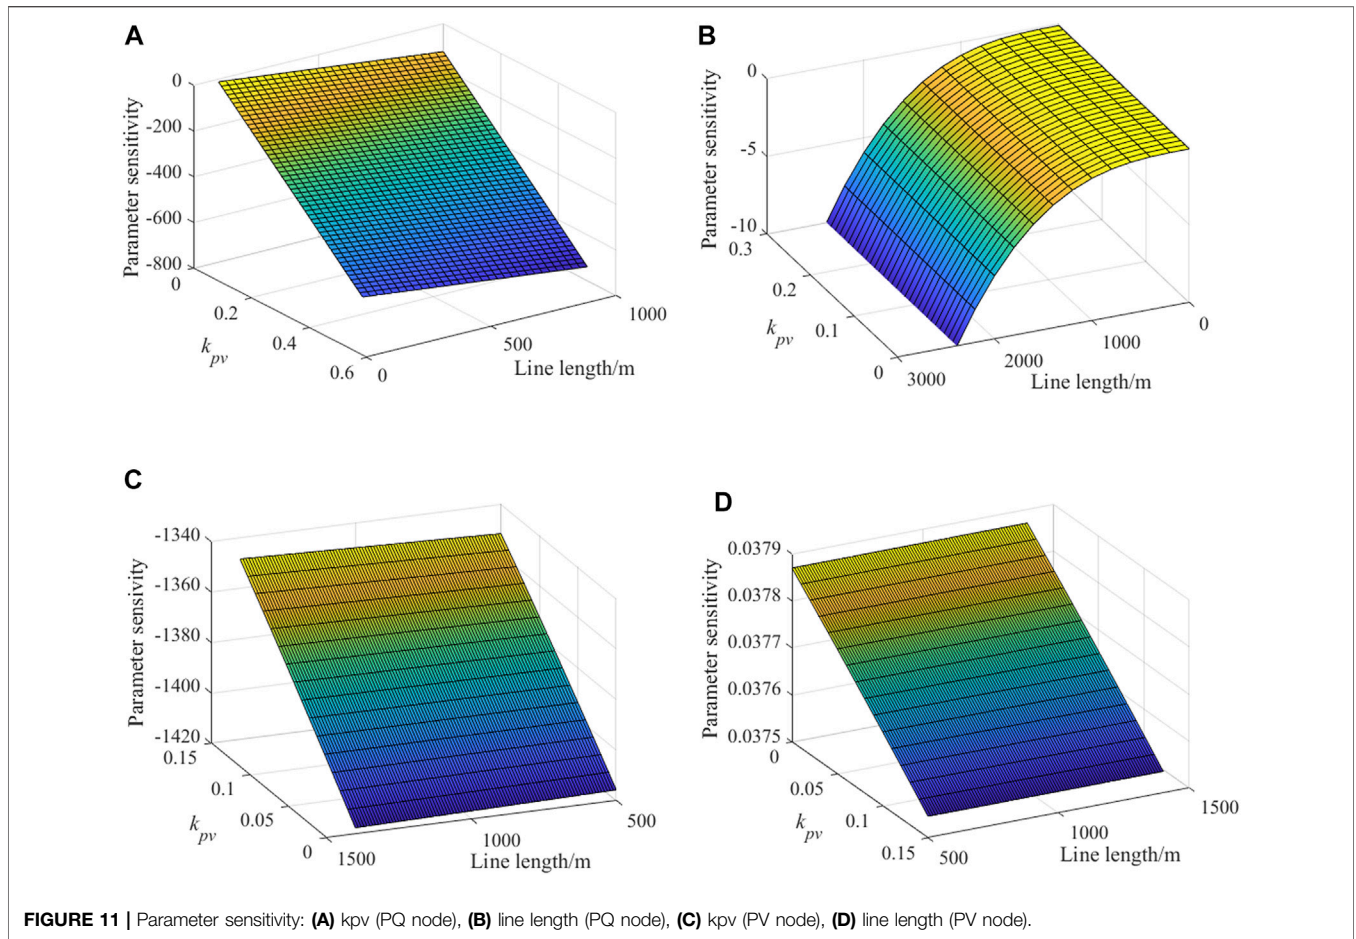 A
0
-200
-400
-600
-800
Parameter sensitivity
0
0.2
0.4
0.6
kpv
0
500
1000
Line length/m
B
0
-5
-10
Parameter sensitivity
0.3
0.2
0.1
0
kpv
3000
2000
1000
0
Line length/m
C
-1340
-1360
-1380
-1400
-1420
Parameter sensitivity
0.15
0.1
0.05
0
kpv
1500
1000
500
Line length/m
D
0.0379
0.0378
0.0377
0.0376
0.0375
Parameter sensitivity
0
0.05
0.1
0.15
kpv
500
1000
1500
Line length/m
FIGURE 11 | Parameter sensitivity: (A) kpv (PQ node), (B) line length (PQ node), (C) kpv (PV node), (D) line length (PV node).